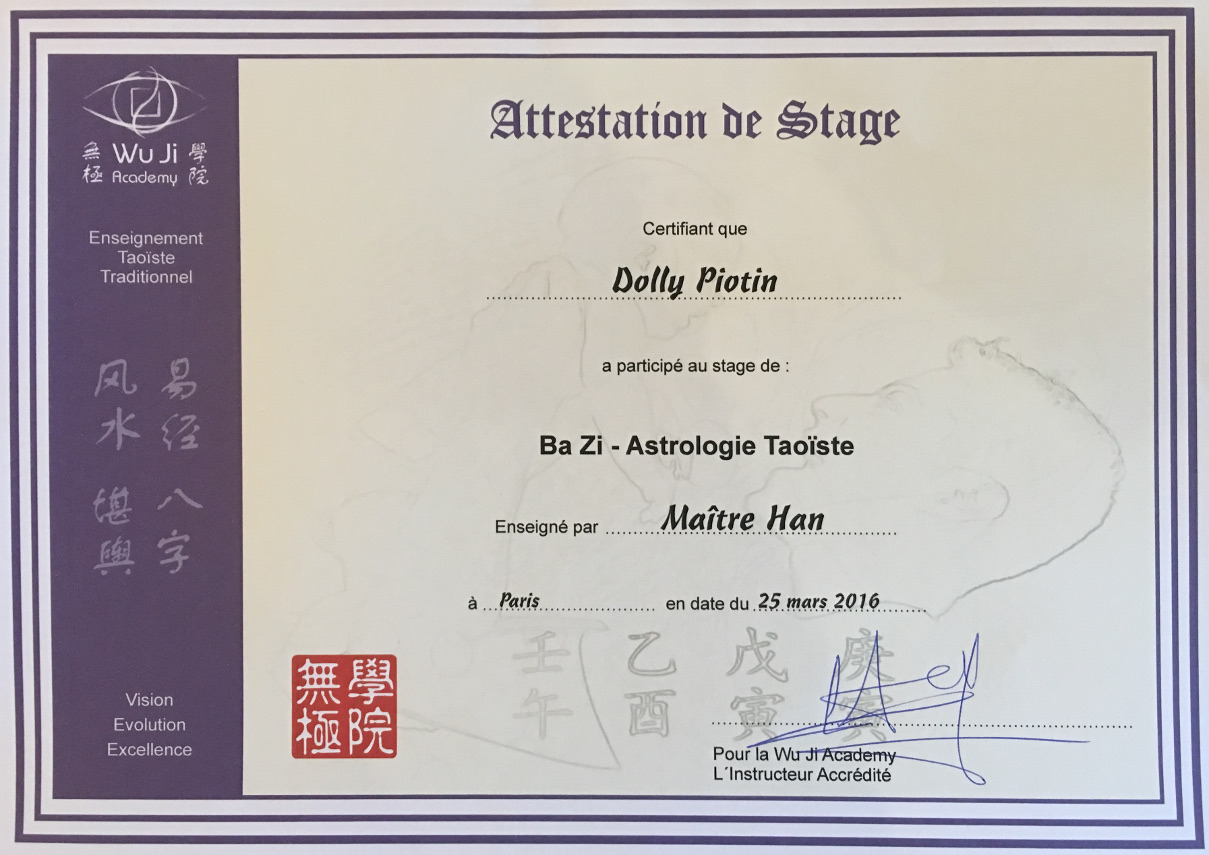 無 Wu Ji 學
極 Academy 院
Enseignement
Taoïste
Traditionnel
风 易
水 经
堪 八
輿 字
Vision
Evolution
Excellence
Attestation de Stage
Certifiant que
Dolly Piotin
a participé au stage de :
Ba Zi - Astrologie Taoïste
Enseigné par Maître Han
à Paris en date du 25 mars 2016
壬 乙 戊 庚
午 酉 寅 寅
無 學
極 院
Pour la Wu Ji Academy
L´Instructeur Accrédité